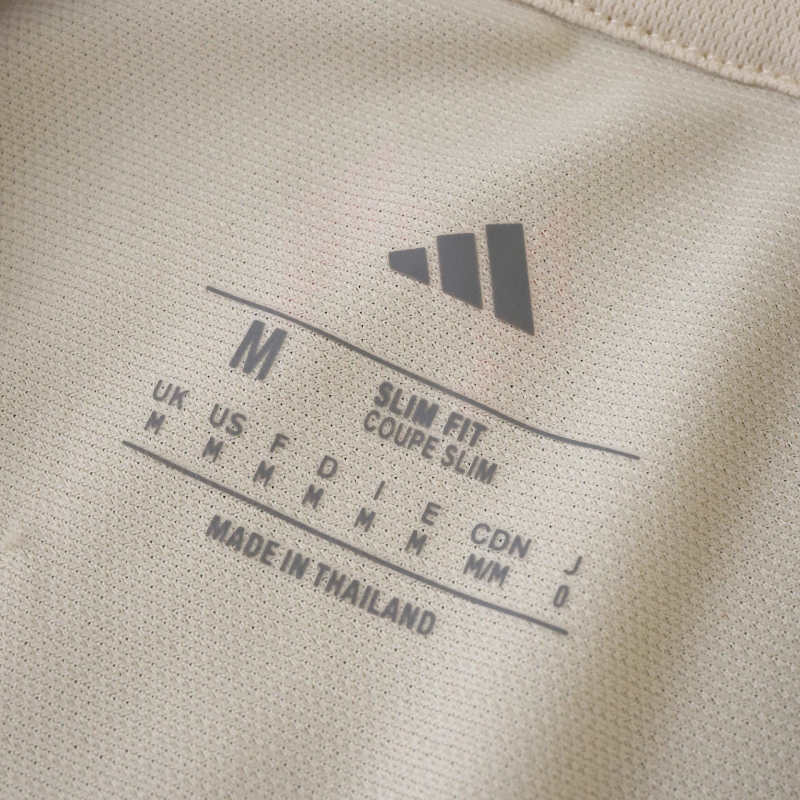 M
SLIM FIT
COUPE SLIM
UK US F D I E CDN J
M M M M M M M/M O
MADE IN THAILAND